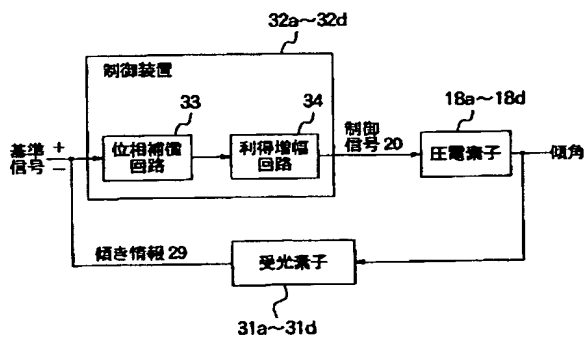 32a～32d
制御装置
33
34
18a～18d
基準
信号
+
−
位相補償
回路
利得増幅
回路
制御
信号 20
圧電素子
傾角
傾き情報 29
受光素子
31a～31d